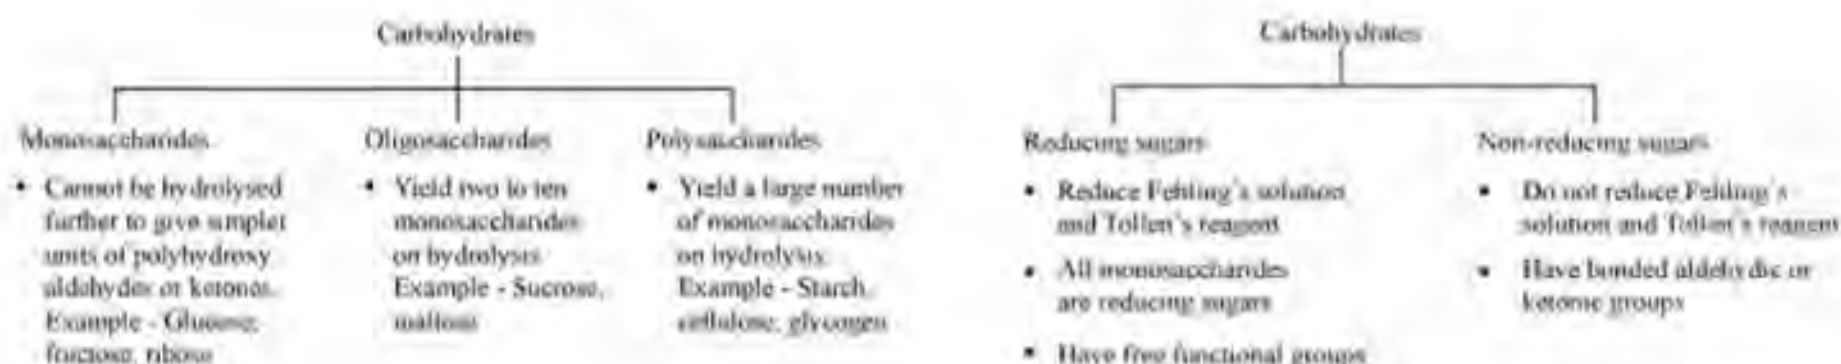 Carbohydrates
Monosaccharides
• Cannot be hydrolysed
further to give simpler
units of polyhydroxy
aldehydes or ketones.
Example - Glucose,
fructose, ribose
Oligosaccharides
• Yield two to ten
monosaccharides
on hydrolysis
Example - Sucrose,
maltose
Polysaccharides
• Yield a large number
of monosaccharides
on hydrolysis.
Example - Starch,
cellulose, glycogen
Carbohydrates
Reducing sugars
• Reduce Fehling's solution
and Tollen's reagent
• All monosaccharides
are reducing sugars
• Have free functional groups
Non-reducing sugars
• Do not reduce Fehling's
solution and Tollen's reagent
• Have bonded aldehydic or
ketonic groups